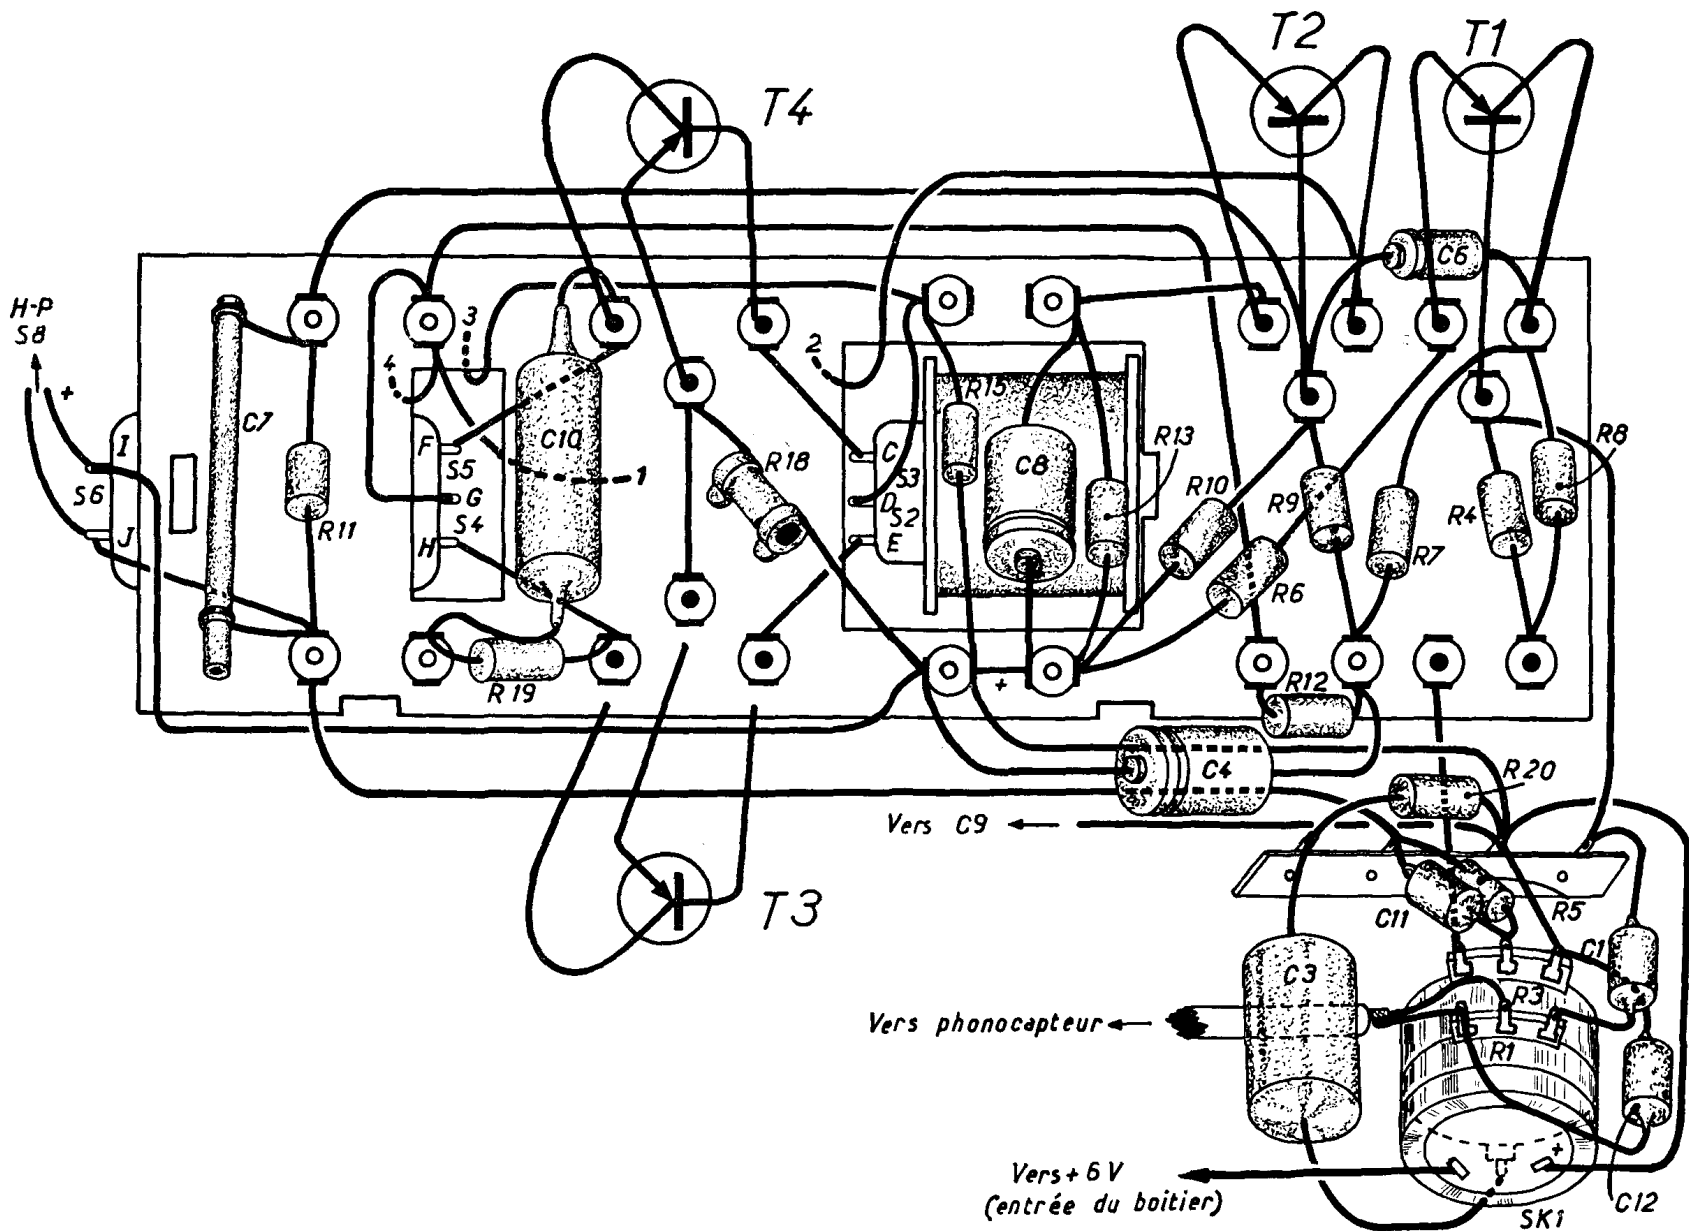 T2
T1
T4
C6
H-P
S8
+
3
4
2
I
S6
J
C7
R11
F
S5
G
S4
H
C10
1
R18
R15
C
S3
D
S2
E
C8
R13
R10
R9
R6
R7
R4
R8
R19
+
R12
C4
R20
Vers C9
T3
C11
R5
C1
C3
R3
Vers phonocapteur
R1
+
Vers + 6 V
(entrée du boitier)
SK1
C12